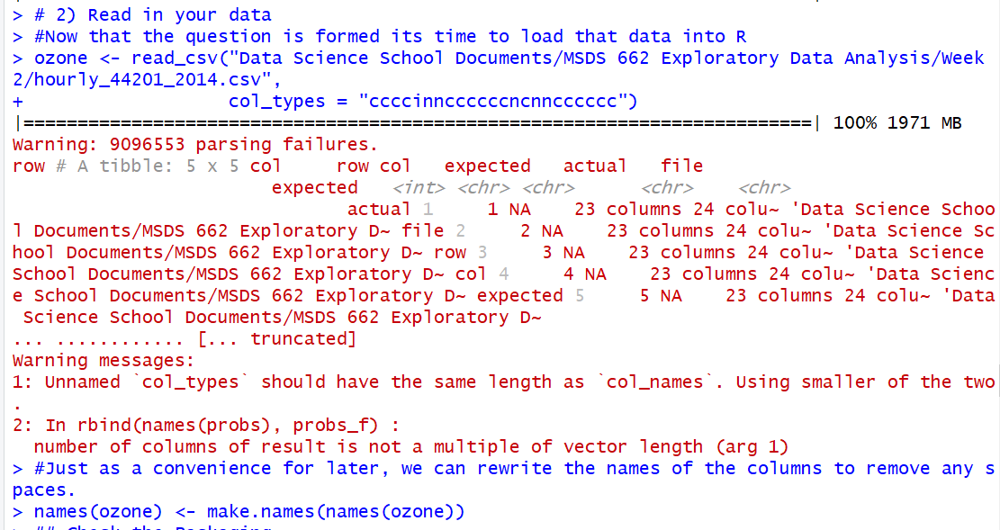 > # 2) Read in your data
> #Now that the question is formed its time to load that data into R
> ozone <- read_csv("Data Science School Documents/MSDS 662 Exploratory Data Analysis/Week
2/hourly_44201_2014.csv",
+                   col_types = "ccccinnccccccncnncccccc")
|=========================================================================| 100% 1971 MB
Warning: 9096553 parsing failures.
row # A tibble: 5 x 5 col     row col   expected   actual   file
                        expected   <int> <chr> <chr>      <chr>    <chr>
                               actual 1     1 NA    23 columns 24 colu~ 'Data Science Schoo
l Documents/MSDS 662 Exploratory D~ file 2     2 NA    23 columns 24 colu~ 'Data Science Sc
hool Documents/MSDS 662 Exploratory D~ row 3     3 NA    23 columns 24 colu~ 'Data Science
School Documents/MSDS 662 Exploratory D~ col 4     4 NA    23 columns 24 colu~ 'Data Scienc
e School Documents/MSDS 662 Exploratory D~ expected 5     5 NA    23 columns 24 colu~ 'Data
 Science School Documents/MSDS 662 Exploratory D~
... ............ [... truncated]
Warning messages:
1: Unnamed `col_types` should have the same length as `col_names`. Using smaller of the two
.
2: In rbind(names(probs), probs_f) :
  number of columns of result is not a multiple of vector length (arg 1)
> #Just as a convenience for later, we can rewrite the names of the columns to remove any s
paces.
> names(ozone) <- make.names(names(ozone))
> ## Check the Packaging